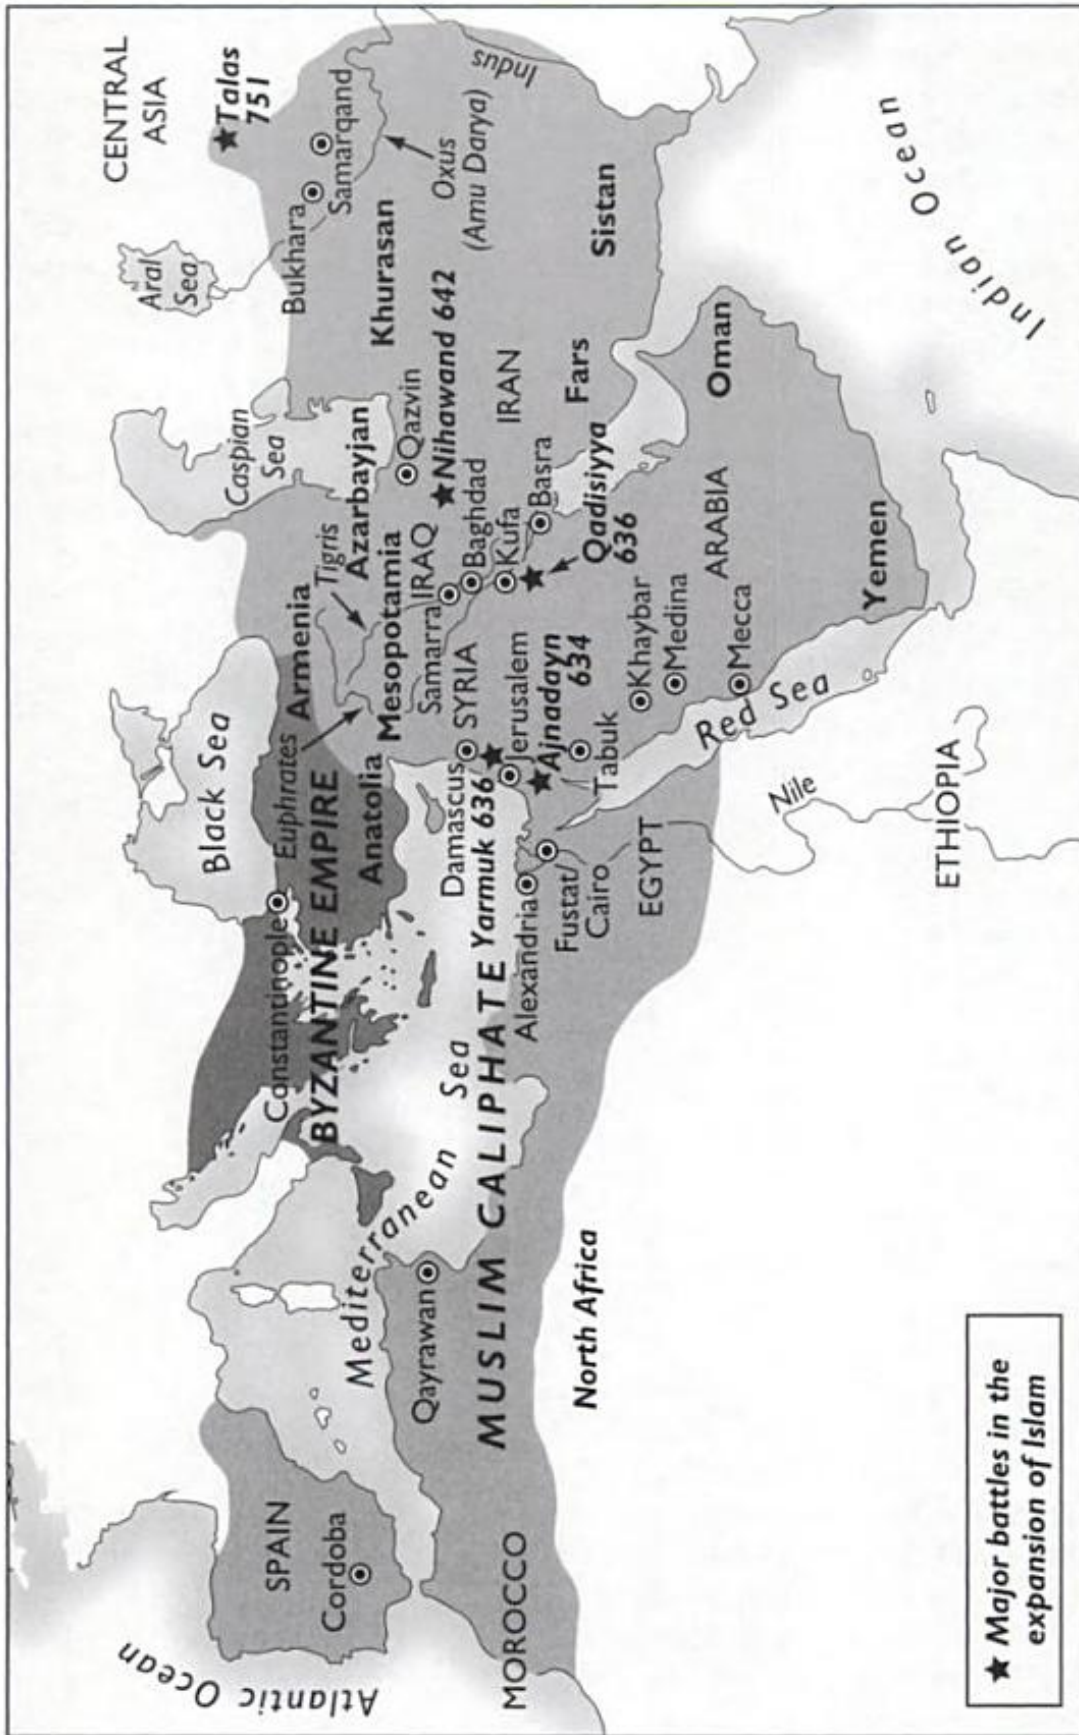 Atlantic Ocean
SPAIN
Cordoba
MOROCCO
Mediterranean
Sea
Qayrawan
MUSLIM CALIPHATE
North Africa
Constantinople
BYZANTINE EMPIRE
Black Sea
Anatolia
Euphrates
Armenia
Tigris
Mesopotamia
Azarbayjan
Caspian
Sea
Aral
Sea
CENTRAL
ASIA
Talas
751
Bukhara
Samarqand
Oxus
(Amu Darya)
Indus
Khurasan
Qazvin
Nihawand 642
IRAN
Fars
Sistan
Samarra
IRAQ
Baghdad
Kufa
Basra
Qadisiyya
636
Damascus
SYRIA
Yarmuk 636
Jerusalem
Ajnadayn
634
Tabuk
Alexandria
Fustat/
Cairo
EGYPT
Khaybar
Medina
Mecca
ARABIA
Oman
Yemen
Red Sea
Nile
ETHIOPIA
Indian Ocean
★ Major battles in the
expansion of Islam